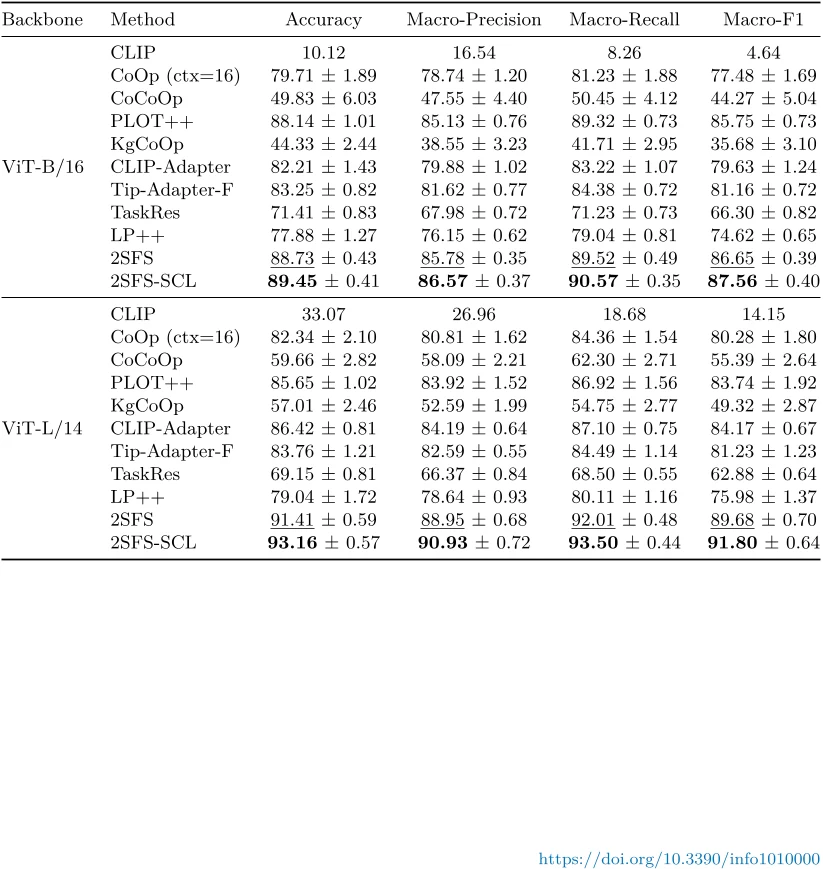 Backbone Method Accuracy Macro-Precision Macro-Recall Macro-F1
CLIP 10.12 16.54 8.26 4.64
CoOp (ctx=16) 79.71 ± 1.89 78.74 ± 1.20 81.23 ± 1.88 77.48 ± 1.69
CoCoOp 49.83 ± 6.03 47.55 ± 4.40 50.45 ± 4.12 44.27 ± 5.04
PLOT++ 88.14 ± 1.01 85.13 ± 0.76 89.32 ± 0.73 85.75 ± 0.73
KgCoOp 44.33 ± 2.44 38.55 ± 3.23 41.71 ± 2.95 35.68 ± 3.10
ViT-B/16 CLIP-Adapter 82.21 ± 1.43 79.88 ± 1.02 83.22 ± 1.07 79.63 ± 1.24
Tip-Adapter-F 83.25 ± 0.82 81.62 ± 0.77 84.38 ± 0.72 81.16 ± 0.72
TaskRes 71.41 ± 0.83 67.98 ± 0.72 71.23 ± 0.73 66.30 ± 0.82
LP++ 77.88 ± 1.27 76.15 ± 0.62 79.04 ± 0.81 74.62 ± 0.65
2SFS 88.73 ± 0.43 85.78 ± 0.35 89.52 ± 0.49 86.65 ± 0.39
2SFS-SCL 89.45 ± 0.41 86.57 ± 0.37 90.57 ± 0.35 87.56 ± 0.40
CLIP 33.07 26.96 18.68 14.15
CoOp (ctx=16) 82.34 ± 2.10 80.81 ± 1.62 84.36 ± 1.54 80.28 ± 1.80
CoCoOp 59.66 ± 2.82 58.09 ± 2.21 62.30 ± 2.71 55.39 ± 2.64
PLOT++ 85.65 ± 1.02 83.92 ± 1.52 86.92 ± 1.56 83.74 ± 1.92
KgCoOp 57.01 ± 2.46 52.59 ± 1.99 54.75 ± 2.77 49.32 ± 2.87
ViT-L/14 CLIP-Adapter 86.42 ± 0.81 84.19 ± 0.64 87.10 ± 0.75 84.17 ± 0.67
Tip-Adapter-F 83.76 ± 1.21 82.59 ± 0.55 84.49 ± 1.14 81.23 ± 1.23
TaskRes 69.15 ± 0.81 66.37 ± 0.84 68.50 ± 0.55 62.88 ± 0.64
LP++ 79.04 ± 1.72 78.64 ± 0.93 80.11 ± 1.16 75.98 ± 1.37
2SFS 91.41 ± 0.59 88.95 ± 0.68 92.01 ± 0.48 89.68 ± 0.70
2SFS-SCL 93.16 ± 0.57 90.93 ± 0.72 93.50 ± 0.44 91.80 ± 0.64
https://doi.org/10.3390/info1010000